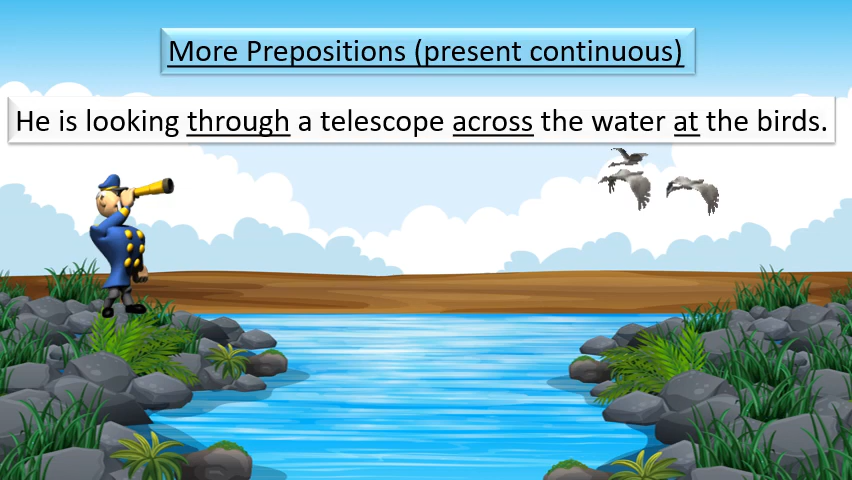 More Prepositions (present continuous)
He is looking through a telescope across the water at the birds.